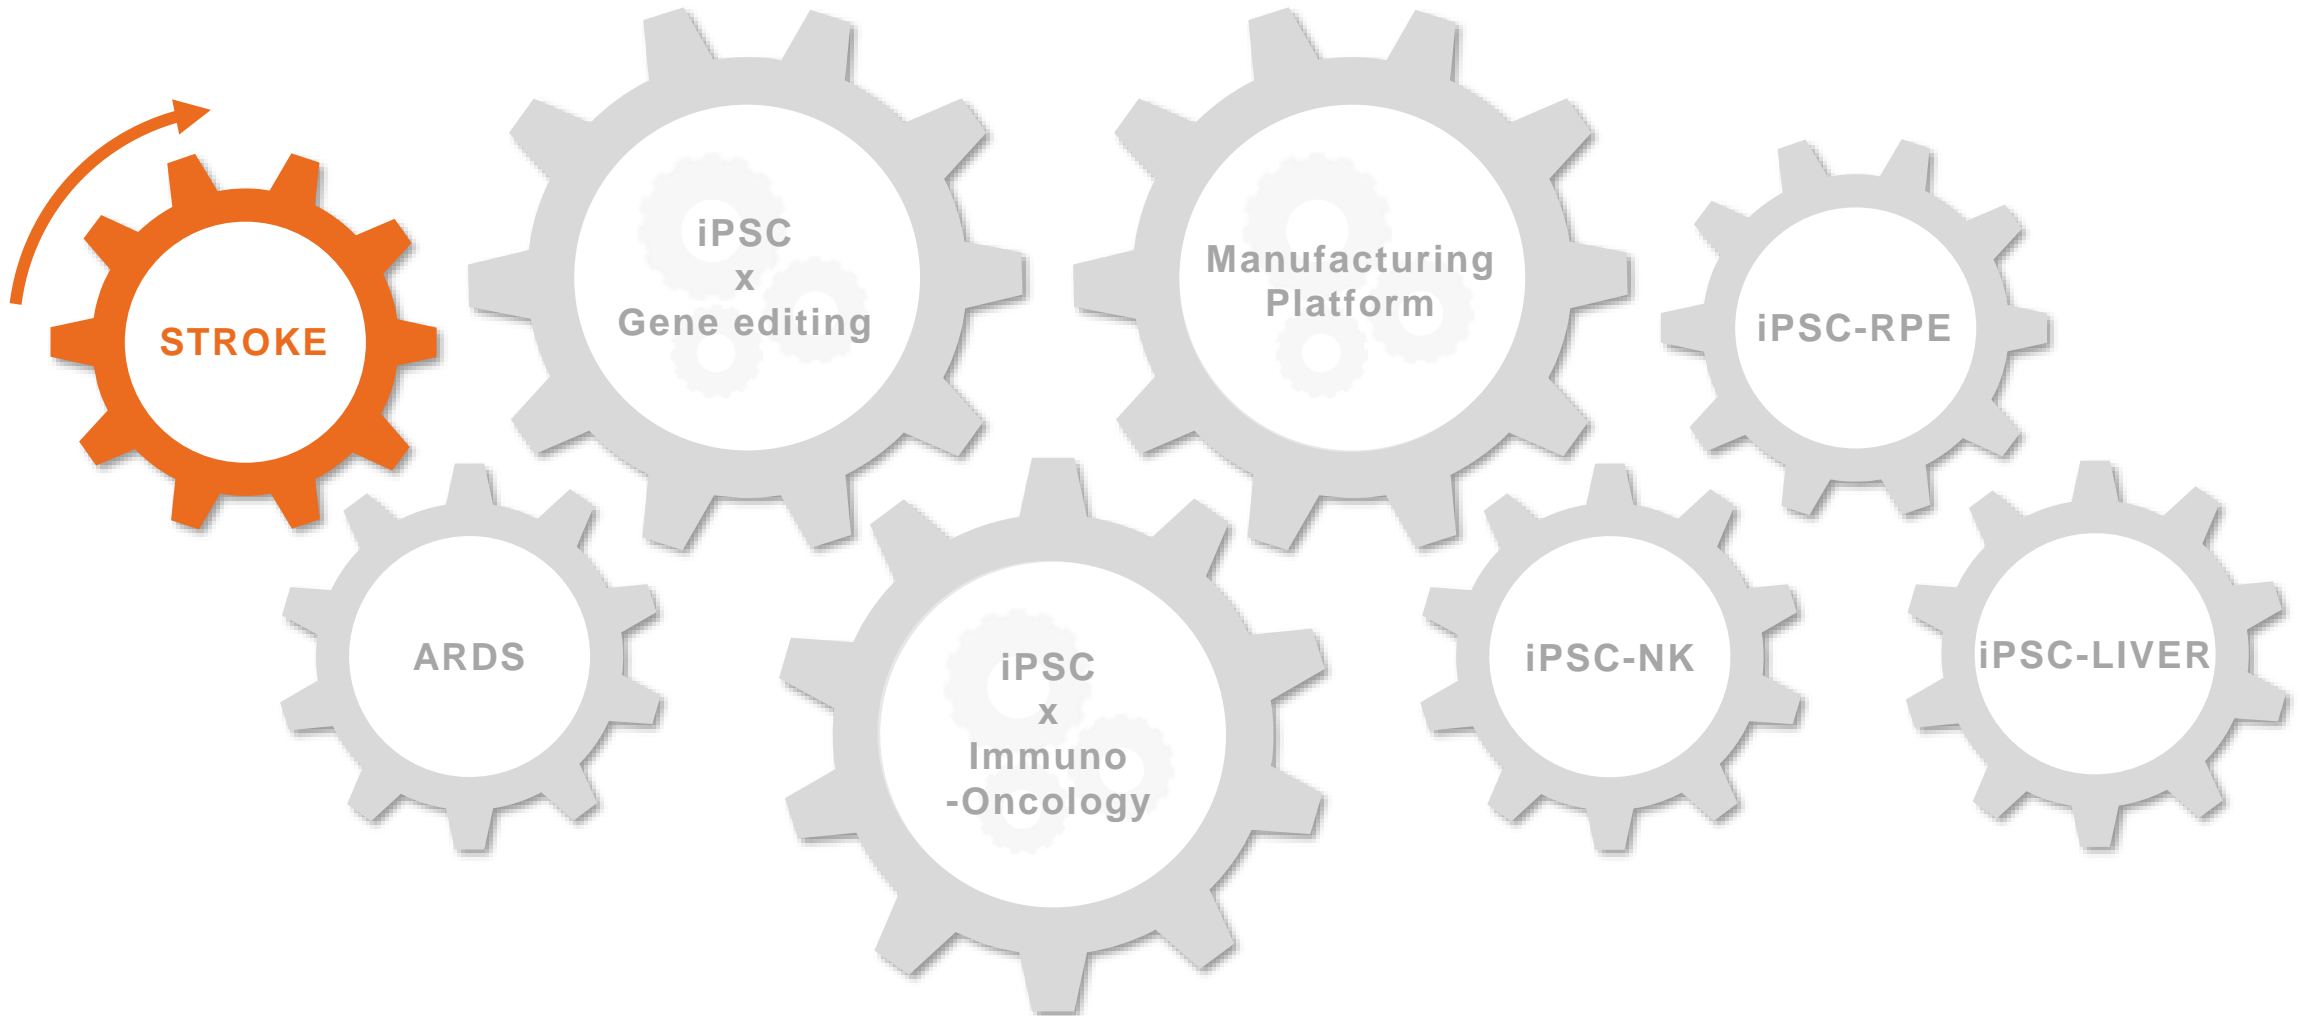 STROKE
iPSC
x
Gene editing
Manufacturing
Platform
iPSC-RPE
ARDS
iPSC
x
Immuno
-Oncology
iPSC-NK
iPSC-LIVER